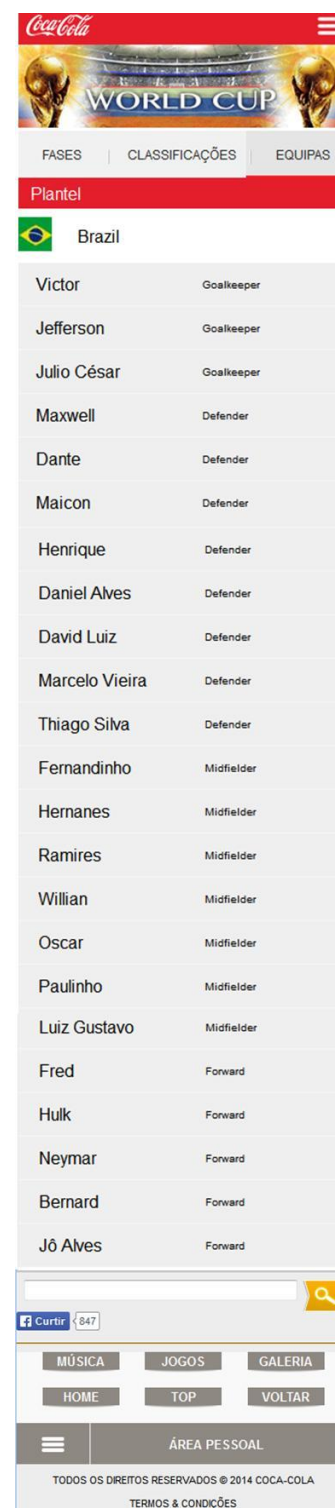 Coca-Cola
WORLD CUP
FASES CLASSIFICAÇÕES EQUIPAS
Plantel
Brazil
Victor Goalkeeper
Jefferson Goalkeeper
Julio César Goalkeeper
Maxwell Defender
Dante Defender
Maicon Defender
Henrique Defender
Daniel Alves Defender
David Luiz Defender
Marcelo Vieira Defender
Thiago Silva Defender
Fernandinho Midfielder
Hernanes Midfielder
Ramires Midfielder
Willian Midfielder
Oscar Midfielder
Paulinho Midfielder
Luiz Gustavo Midfielder
Fred Forward
Hulk Forward
Neymar Forward
Bernard Forward
Jô Alves Forward
Curtir 847
MÚSICA JOGOS GALERIA
HOME TOP VOLTAR
ÁREA PESSOAL
TODOS OS DIREITOS RESERVADOS © 2014 COCA-COLA
TERMOS & CONDICÕES